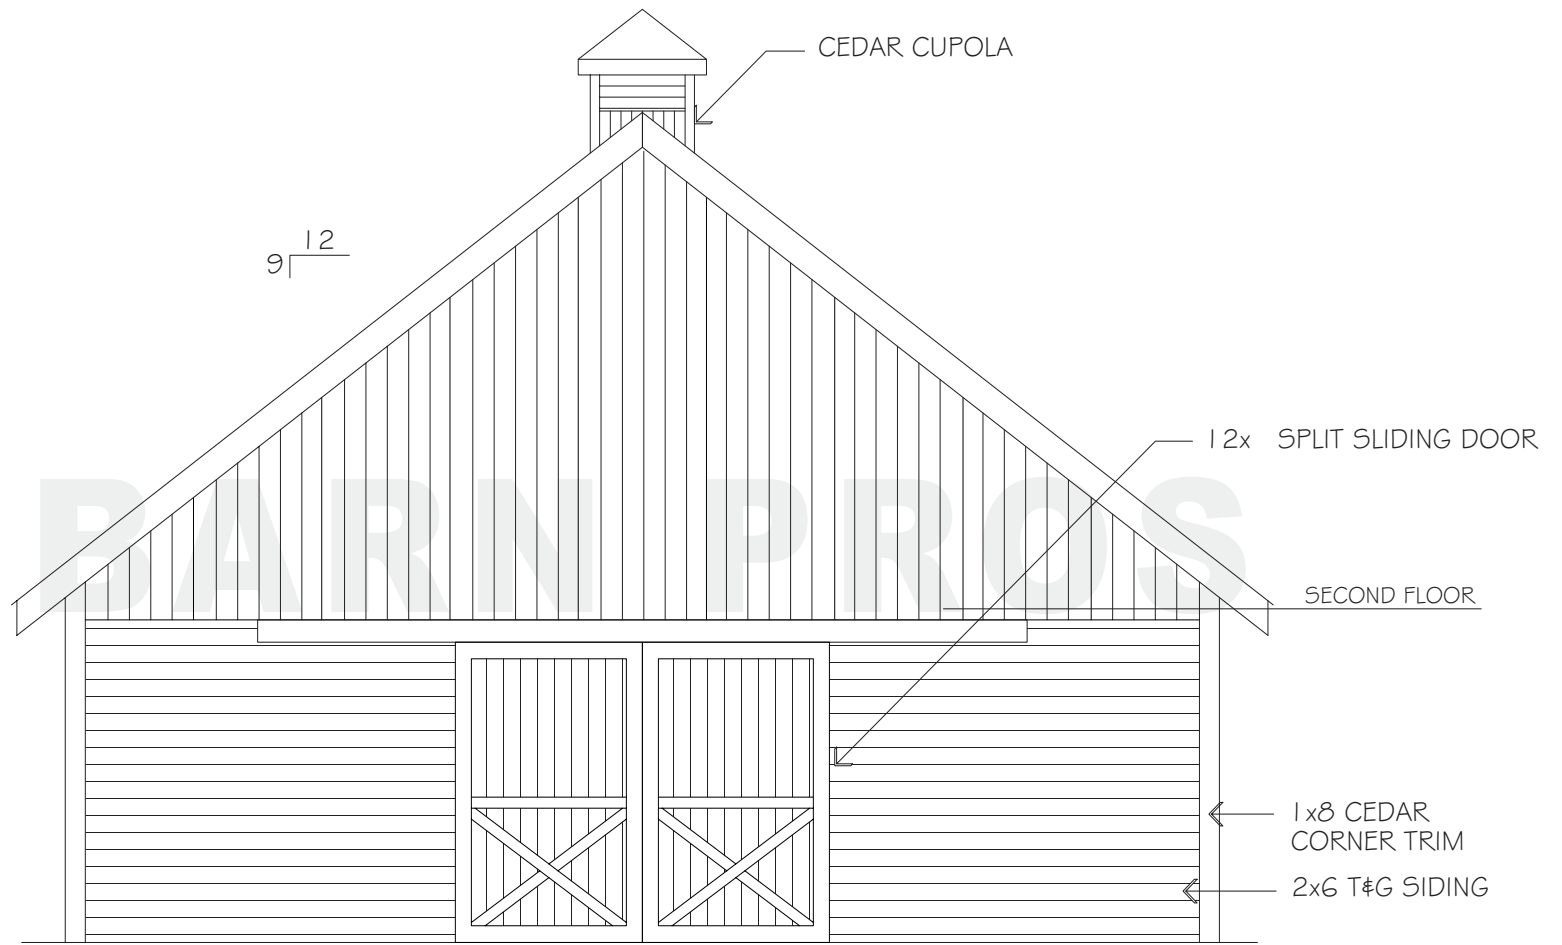 CEDAR CUPOLA
12
9
12x SPLIT SLIDING DOOR
BARN PROS
SECOND FLOOR
1x8 CEDAR
CORNER TRIM
2x6 T&G SIDING